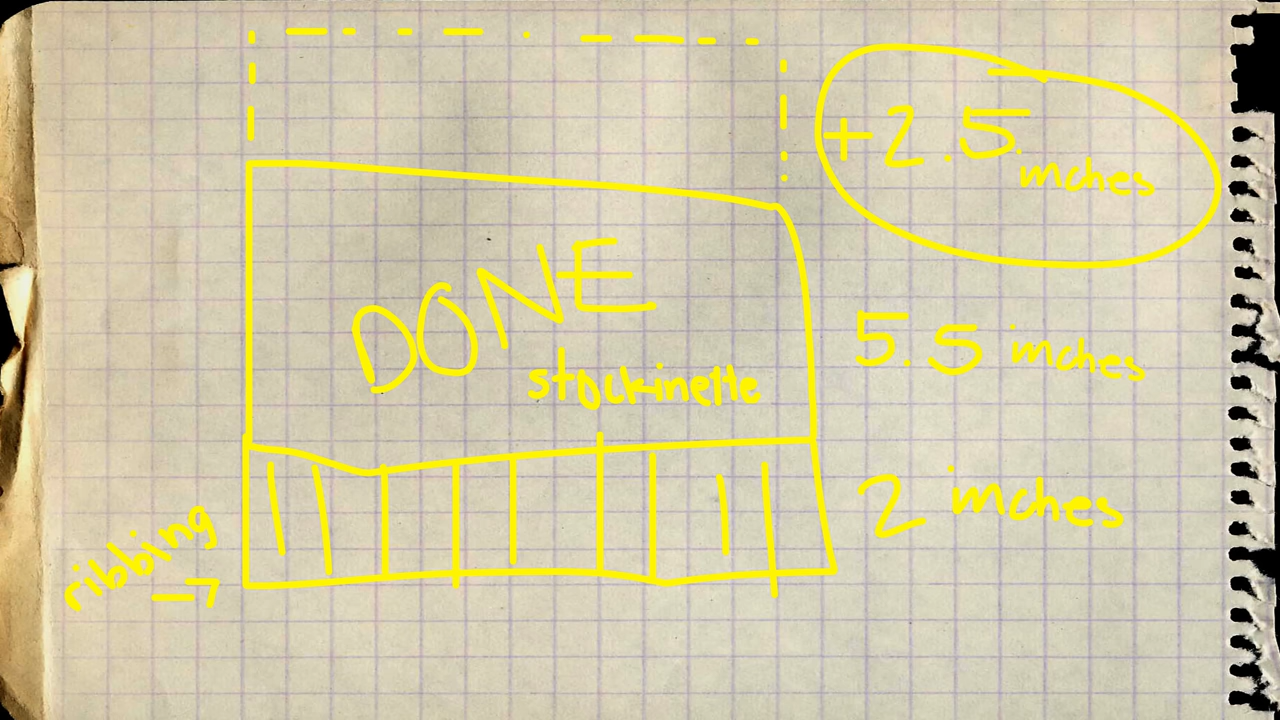 +2.5
inches
DONE
5.5 inches
stockinette
2 inches
ribbing
→